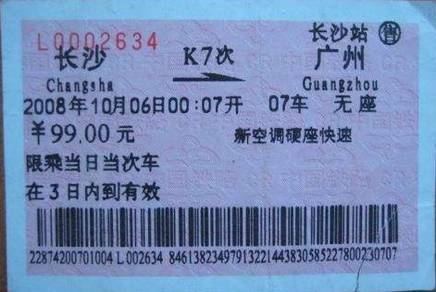 L0002634 长沙站 售
长沙 K7次 广州
Changsha Guangzhou
2008年10月06日00:07开 07车 无座
¥99.00元 新空调硬座快速
限乘当日当次车
在3日内到有效
22874200701004 L002634 84613823497913221443830585227800230707